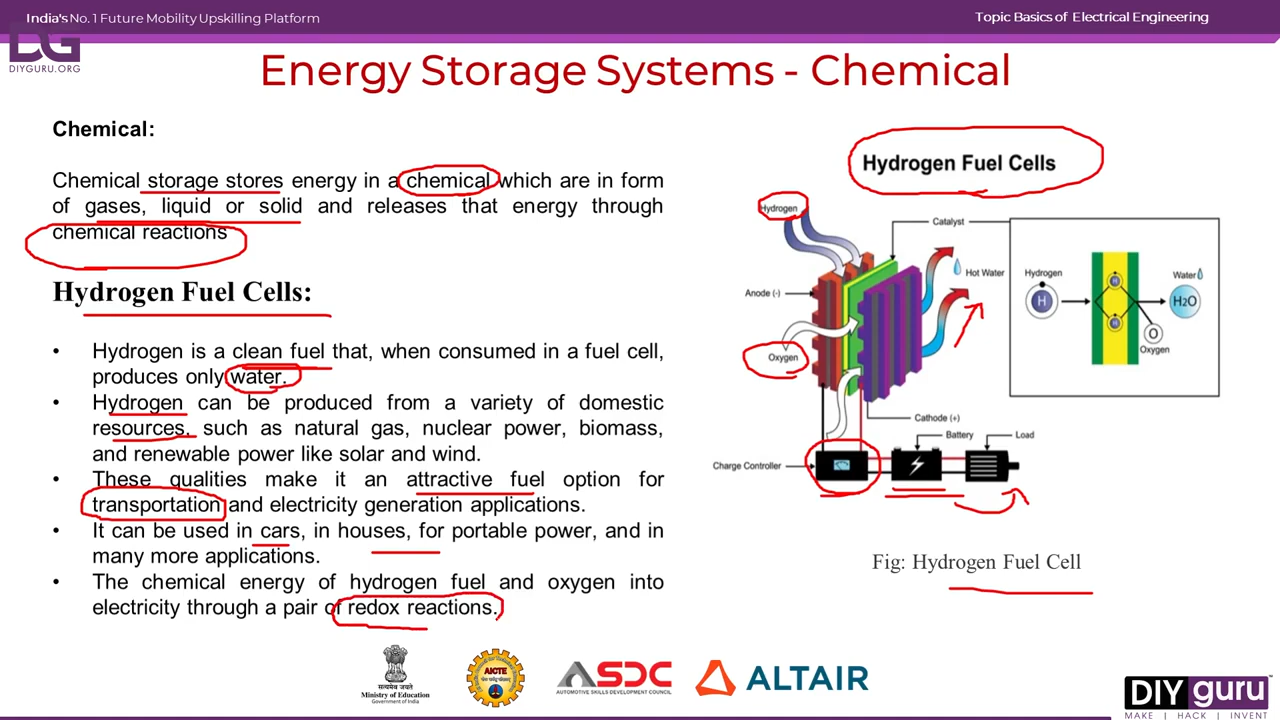 India's No. 1 Future Mobility Upskilling Platform
Topic Basics of Electrical Engineering
DG
DIYGURU.ORG
Energy Storage Systems - Chemical
Chemical:
Chemical storage stores energy in a chemical which are in form
of gases, liquid or solid and releases that energy through
chemical reactions
Hydrogen Fuel Cells:
• Hydrogen is a clean fuel that, when consumed in a fuel cell,
produces only water.
• Hydrogen can be produced from a variety of domestic
resources, such as natural gas, nuclear power, biomass,
and renewable power like solar and wind.
• These qualities make it an attractive fuel option for
transportation and electricity generation applications.
• It can be used in cars, in houses, for portable power, and in
many more applications.
• The chemical energy of hydrogen fuel and oxygen into
electricity through a pair of redox reactions.
Hydrogen Fuel Cells
Hydrogen
Catalyst
Hot Water
Anode (-)
Oxygen
Cathode (+)
Battery
Load
Charge Controller
Hydrogen
Water
H
H
H
H2O
O
Oxygen
Fig: Hydrogen Fuel Cell
सत्यमेव जयते
Ministry of Education
Government of India
AICTE
ASDC
AUTOMOTIVE SKILLS DEVELOPMENT COUNCIL
ALTAIR
DIY guru
MAKE | HACK | INVENT